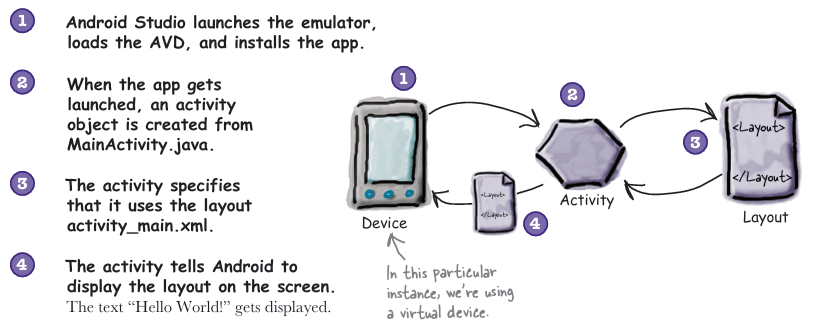 1 Android Studio launches the emulator,
loads the AVD, and installs the app.
2 When the app gets
launched, an activity
object is created from
MainActivity.java.
3 The activity specifies
that it uses the layout
activity_main.xml.
4 The activity tells Android to
display the layout on the screen.
The text “Hello World!” gets displayed.
1
2
3
4
<Layout>
</Layout>
<Layout>
</Layout>
Device
Activity
Layout
In this particular
instance, we're using
a virtual device.